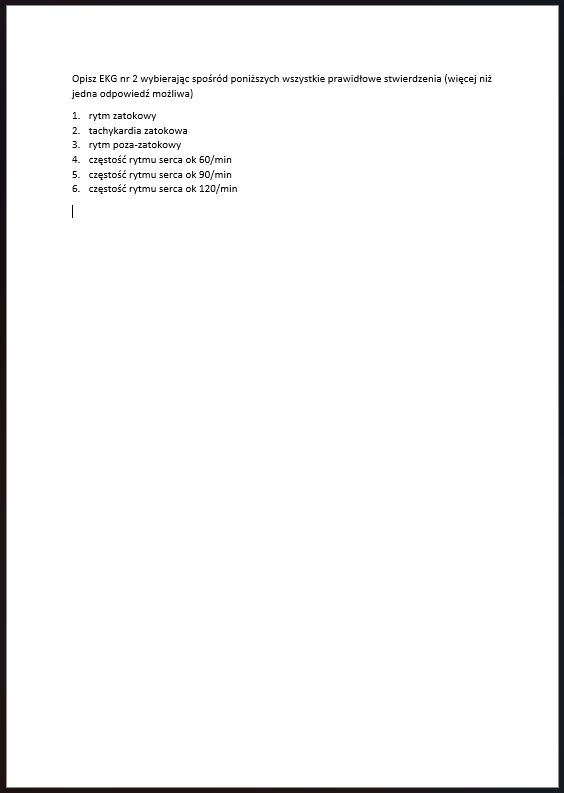 Opisz EKG nr 2 wybierając spośród poniższych wszystkie prawidłowe stwierdzenia (więcej niż
jedna odpowiedź możliwa)
1. rytm zatokowy
2. tachykardia zatokowa
3. rytm poza-zatokowy
4. częstość rytmu serca ok 60/min
5. częstość rytmu serca ok 90/min
6. częstość rytmu serca ok 120/min